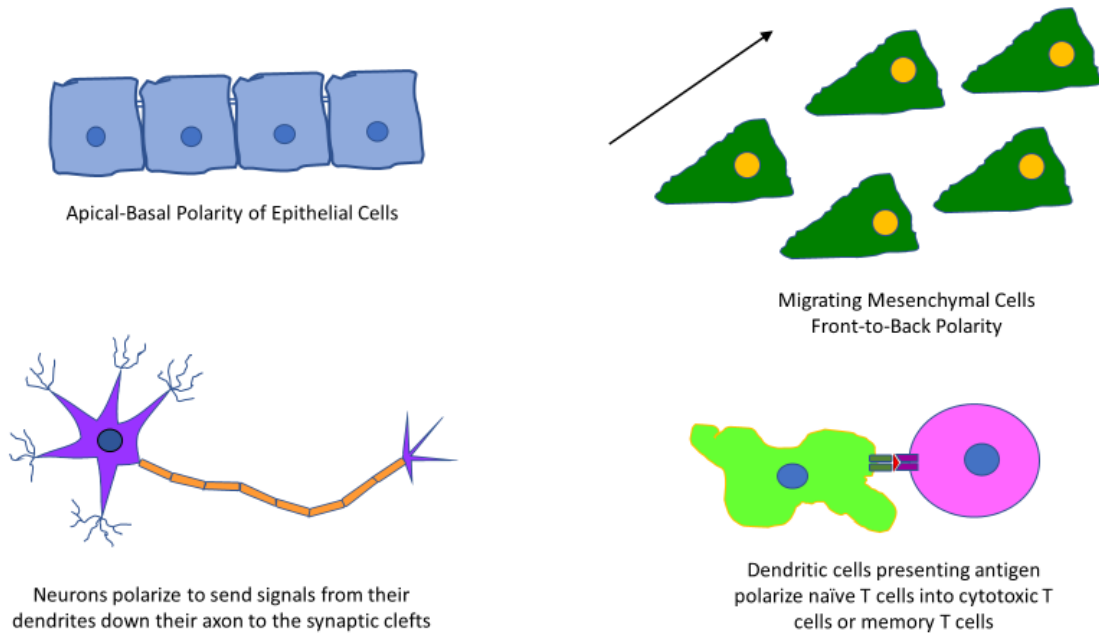 Apical-Basal Polarity of Epithelial Cells
Migrating Mesenchymal Cells
Front-to-Back Polarity
Neurons polarize to send signals from their
dendrites down their axon to the synaptic clefts
Dendritic cells presenting antigen
polarize naïve T cells into cytotoxic T
cells or memory T cells